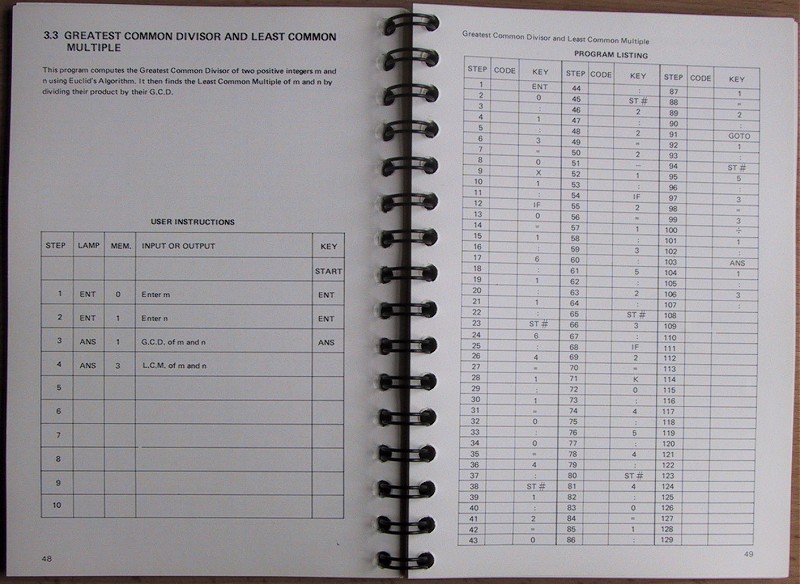 3.3 GREATEST COMMON DIVISOR AND LEAST COMMON
MULTIPLE
This program computes the Greatest Common Divisor of two positive integers m and
n using Euclid's Algorithm. It then finds the Least Common Multiple of m and n by
dividing their product by their G.C.D.
USER INSTRUCTIONS
STEP LAMP MEM. INPUT OR OUTPUT KEY
START
1 ENT 0 Enter m ENT
2 ENT 1 Enter n ENT
3 ANS 1 G.C.D. of m and n ANS
4 ANS 3 L.C.M. of m and n
5
6
7
8
9
10
48
Greatest Common Divisor and Least Common Multiple
PROGRAM LISTING
STEP CODE KEY STEP CODE KEY STEP CODE KEY
1 ENT 44 : 87 1
2 0 45 ST # 88 =
3 : 46 2 89 2
4 1 47 : 90 :
5 : 48 2 91 GOTO
6 3 49 = 92 1
7 = 50 2 93 :
8 0 51 − 94 ST #
9 X 52 1 95 5
10 1 53 : 96 :
11 : 54 IF 97 3
12 IF 55 2 98 =
13 0 56 = 99 3
14 = 57 1 100 ÷
15 1 58 : 101 1
16 : 59 3 102 :
17 6 60 : 103 ANS
18 : 61 5 104 1
19 1 62 : 105 :
20 : 63 2 106 3
21 1 64 : 107 :
22 : 65 ST # 108
23 ST # 66 3 109
24 6 67 : 110
25 : 68 IF 111
26 4 69 2 112
27 = 70 = 113
28 1 71 K 114
29 : 72 0 115
30 1 73 : 116
31 = 74 4 117
32 0 75 : 118
33 : 76 5 119
34 0 77 : 120
35 = 78 4 121
36 4 79 : 122
37 : 80 ST # 123
38 ST # 81 4 124
39 1 82 : 125
40 : 83 0 126
41 2 84 = 127
42 = 85 1 128
43 0 86 : 129
49